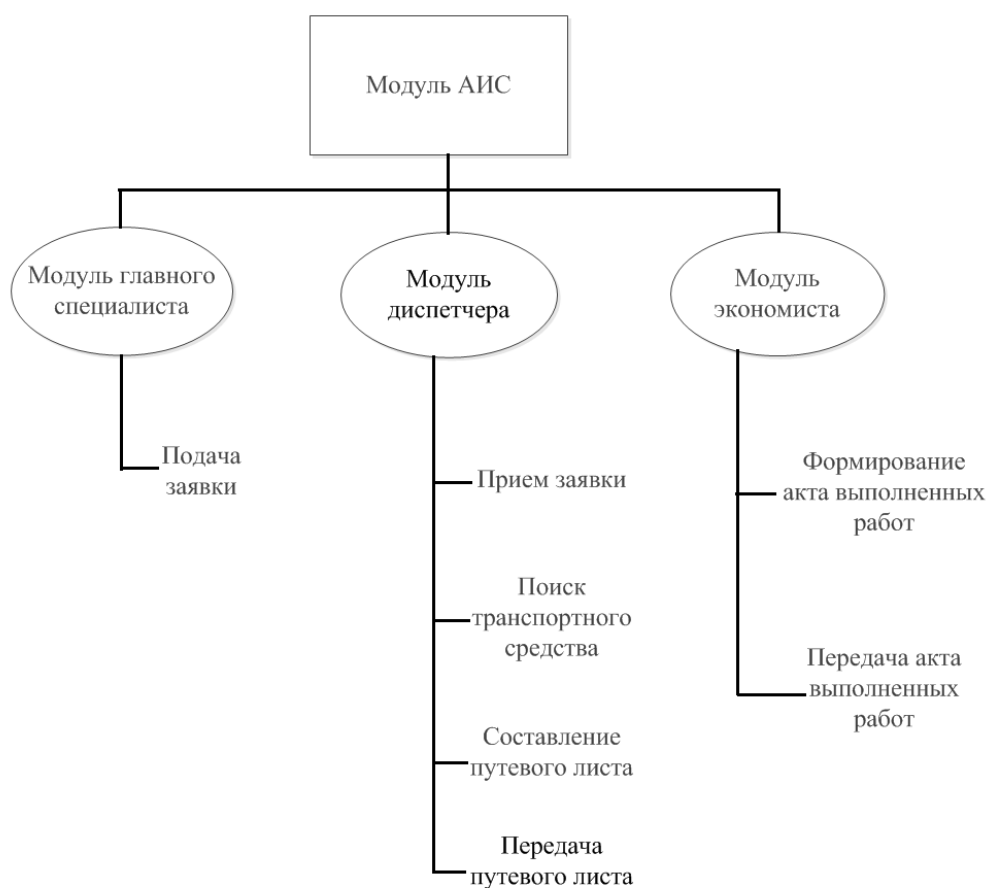 Модуль АИС
Модуль главного
специалиста
Подача
заявки
Модуль
диспетчера
Прием заявки
Поиск
транспортного
средства
Составление
путевого листа
Передача
путевого листа
Модуль
экономиста
Формирование
акта выполненных
работ
Передача акта
выполненных
работ